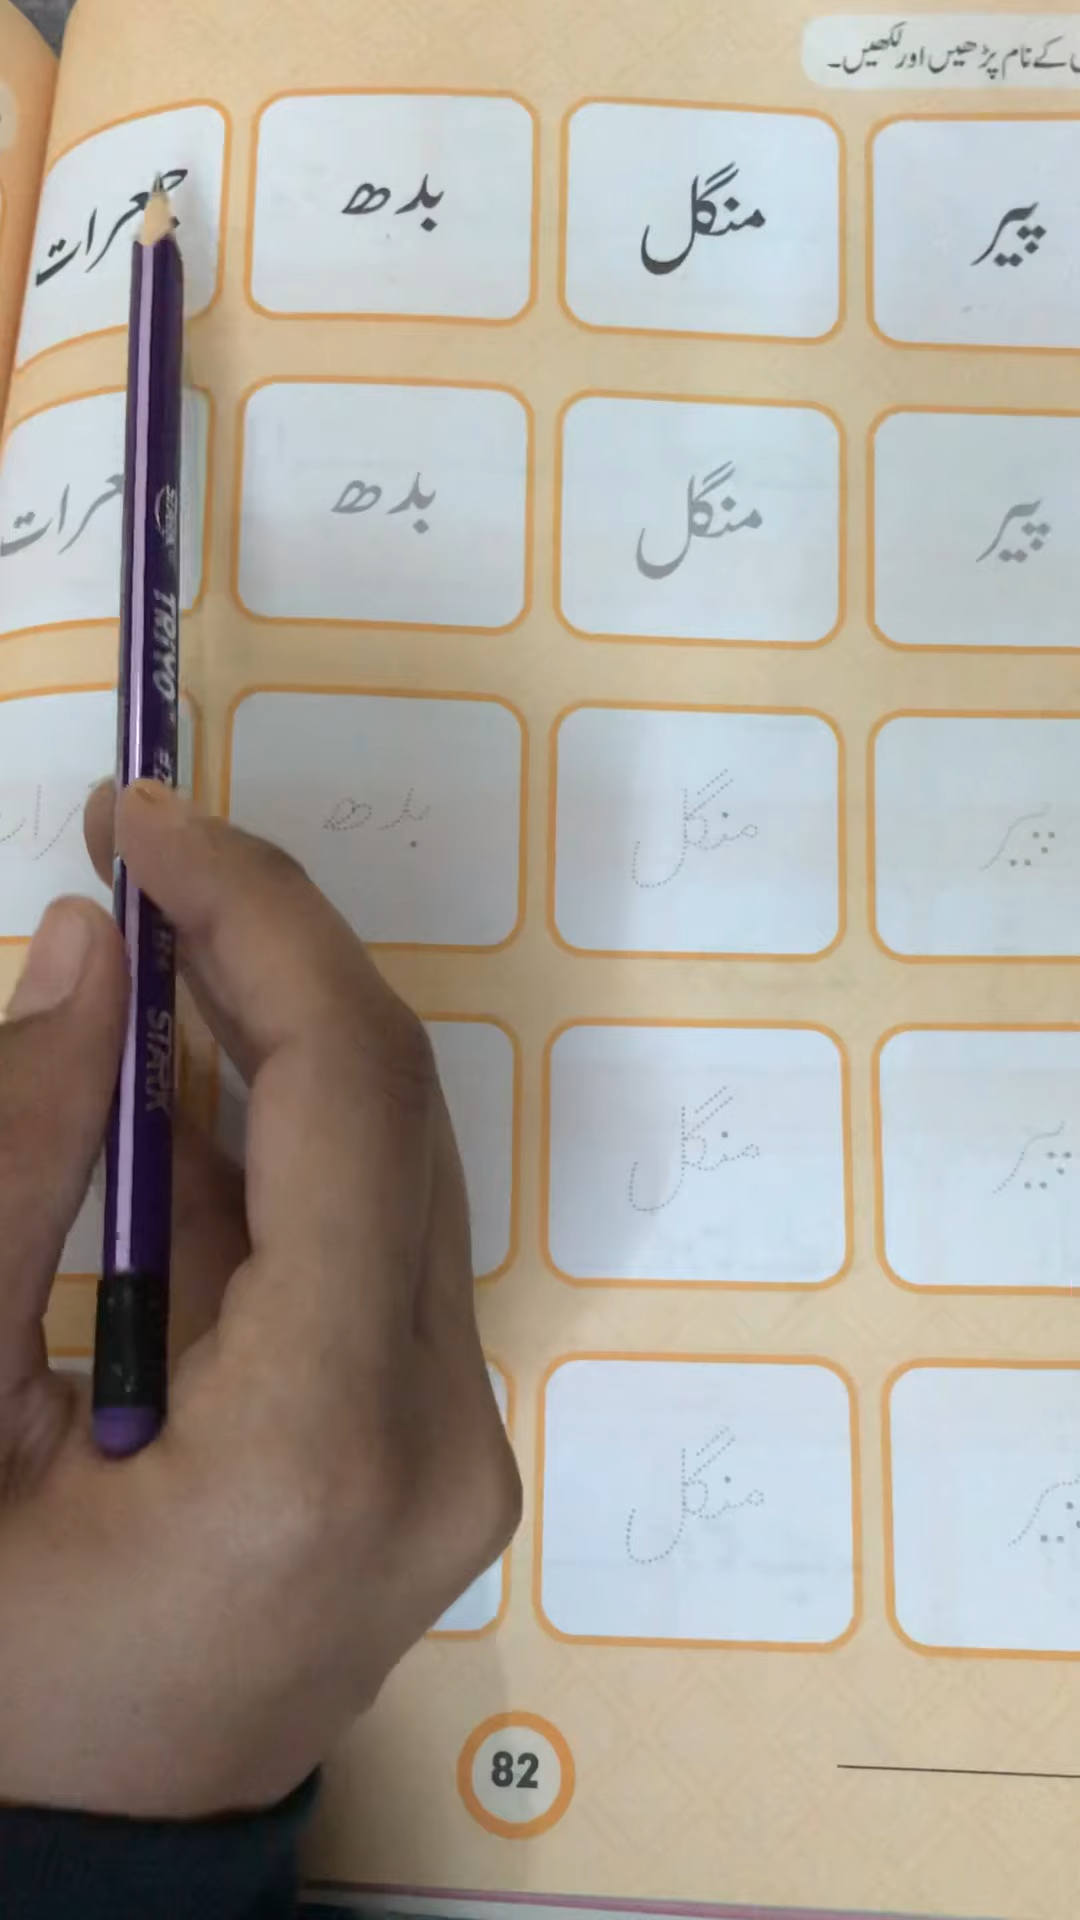 کے نام پڑھیں اور لکھیں۔
پیر منگل بدھ جمعرات
پیر منگل بدھ
پیر منگل بدھ
پیر منگل
پیر منگل
TRiYO
STARK
82